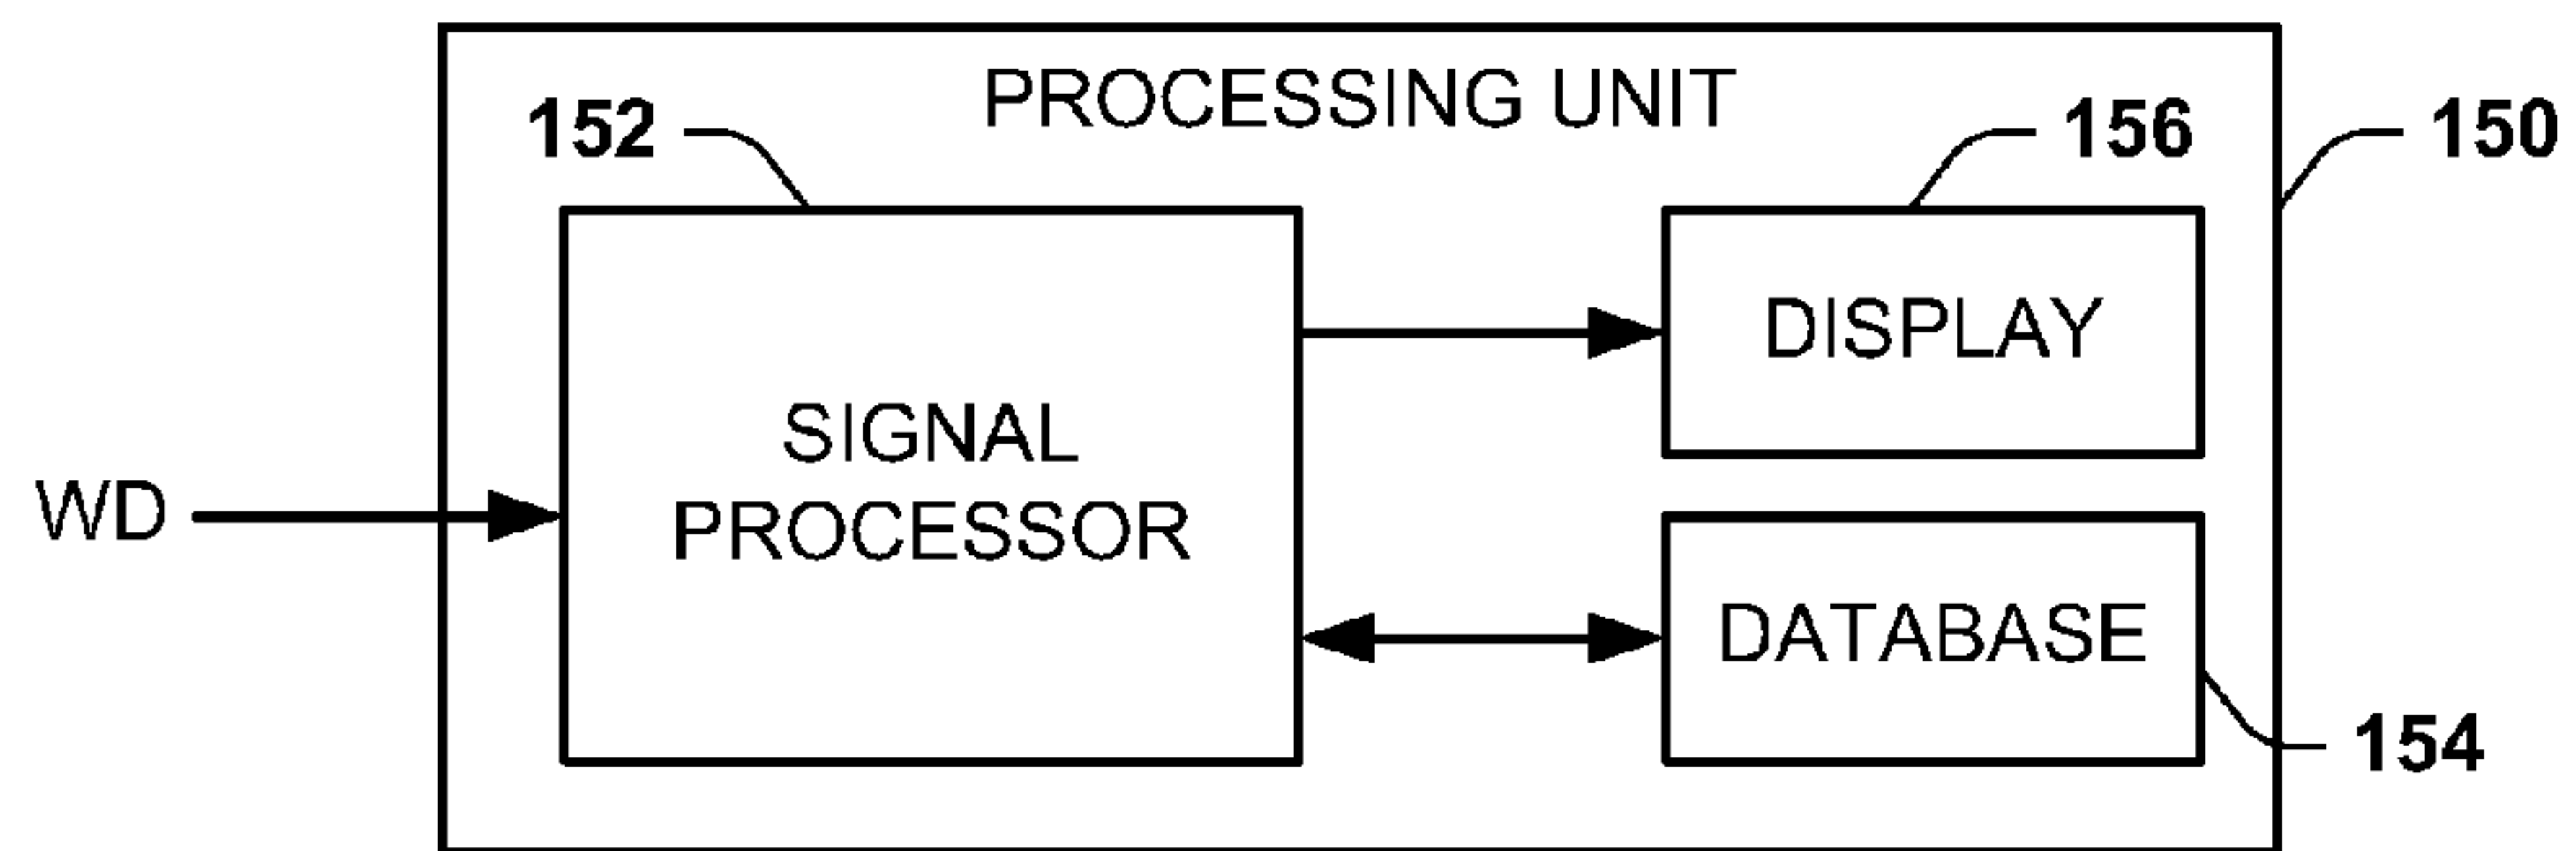 PROCESSING UNIT
152
156
150
SIGNAL
PROCESSOR
DISPLAY
WD
DATABASE
154